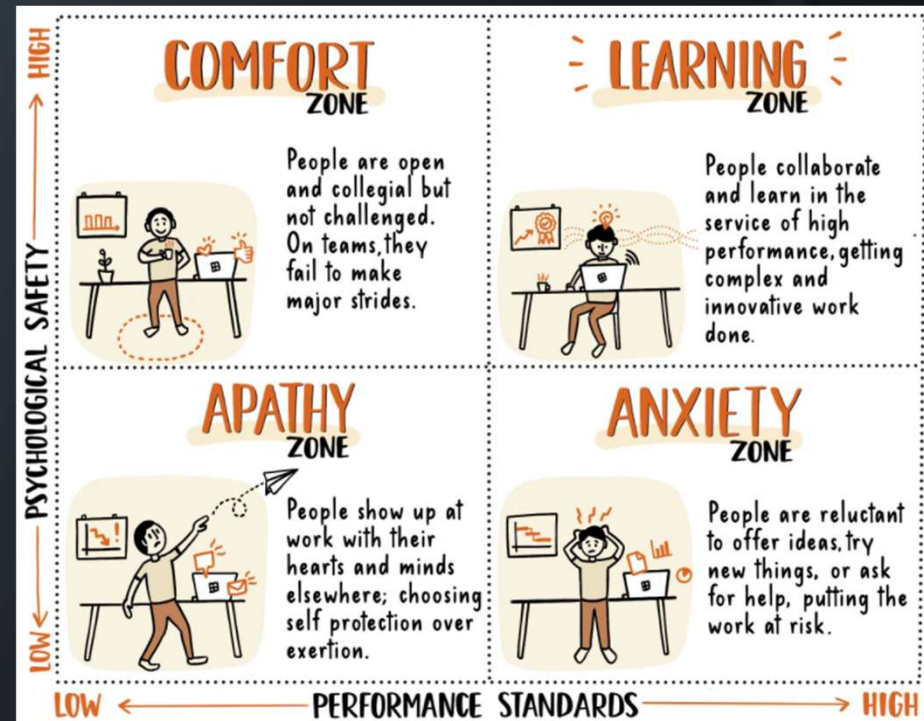 HIGH
PSYCHOLOGICAL SAFETY
LOW
COMFORT
ZONE
People are open
and collegial but
not challenged.
On teams, they
fail to make
major strides.
LEARNING
ZONE
People collaborate
and learn in the
service of high
performance, getting
complex and
innovative work
done.
APATHY
ZONE
People show up at
work with their
hearts and minds
elsewhere; choosing
self protection over
exertion.
ANXIETY
ZONE
People are reluctant
to offer ideas, try
new things, or ask
for help, putting the
work at risk.
LOW PERFORMANCE STANDARDS HIGH